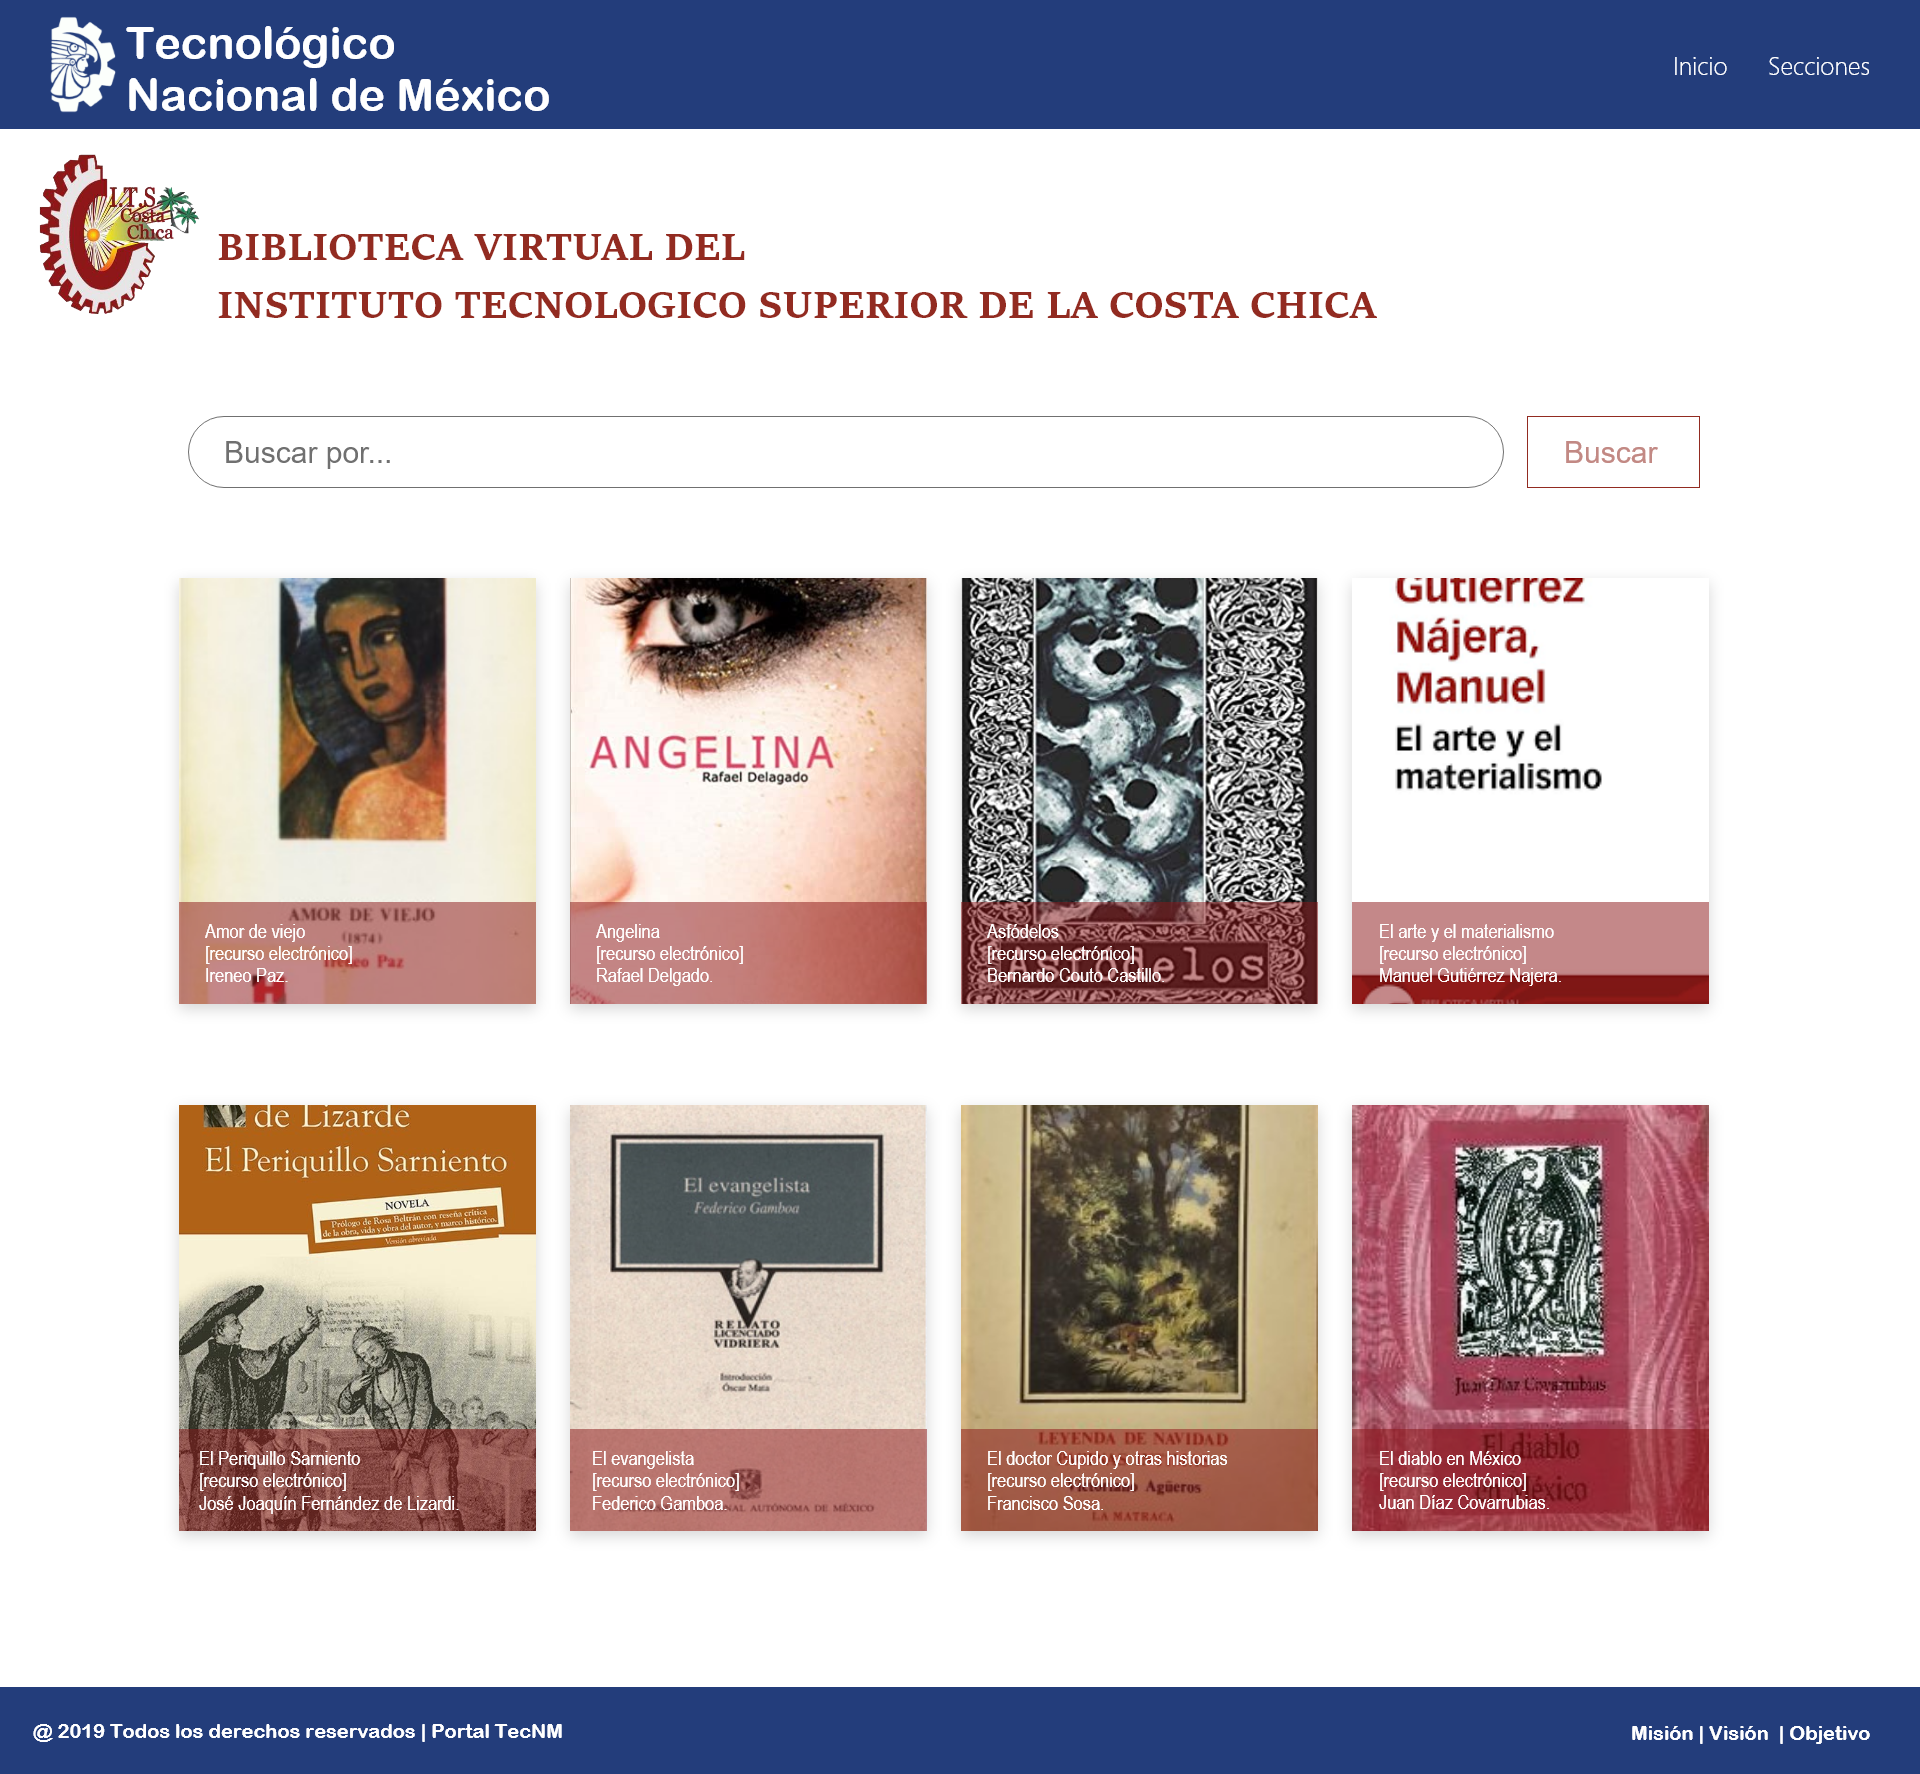 Tecnológico
Nacional de México
Inicio
Secciones
I.T.S.
Costa
Chica
BIBLIOTECA VIRTUAL DEL
INSTITUTO TECNOLOGICO SUPERIOR DE LA COSTA CHICA
Buscar por...
Buscar
AMOR DE VIEJO
(1874)
Ireneo Paz
Amor de viejo
[recurso electrónico]
Ireneo Paz.
ANGELINA
Rafael Delagado
Angelina
[recurso electrónico]
Rafael Delgado.
Asfódelos
Asfódelos
[recurso electrónico]
Bernardo Couto Castillo.
Gutiérrez
Nájera,
Manuel
El arte y el
materialismo
El arte y el materialismo
[recurso electrónico]
Manuel Gutiérrez Najera.
BIBLIOTECA VIRTUAL
de Lizarde
El Periquillo Sarniento
NOVELA
Prólogo de Rosa Beltrán con reseña crítica
de la obra, vida y obra del autor, y marco histórico.
Versión abreviada
El Periquillo Sarniento
[recurso electrónico]
José Joaquín Fernández de Lizardi.
El evangelista
Federico Gamboa
RELATO
LICENCIADO
VIDRIERA
Introducción
Óscar Mata
El evangelista
[recurso electrónico]
Federico Gamboa.
AUTÓNOMA DE MÉXICO
LEYENDA DE NAVIDAD
Agüeros
LA MATRACA
El doctor Cupido y otras historias
[recurso electrónico]
Francisco Sosa.
Juan Díaz Covarrubias
El diablo
en México
El diablo en México
[recurso electrónico]
Juan Díaz Covarrubias.
@ 2019 Todos los derechos reservados | Portal TecNM
Misión | Visión | Objetivo